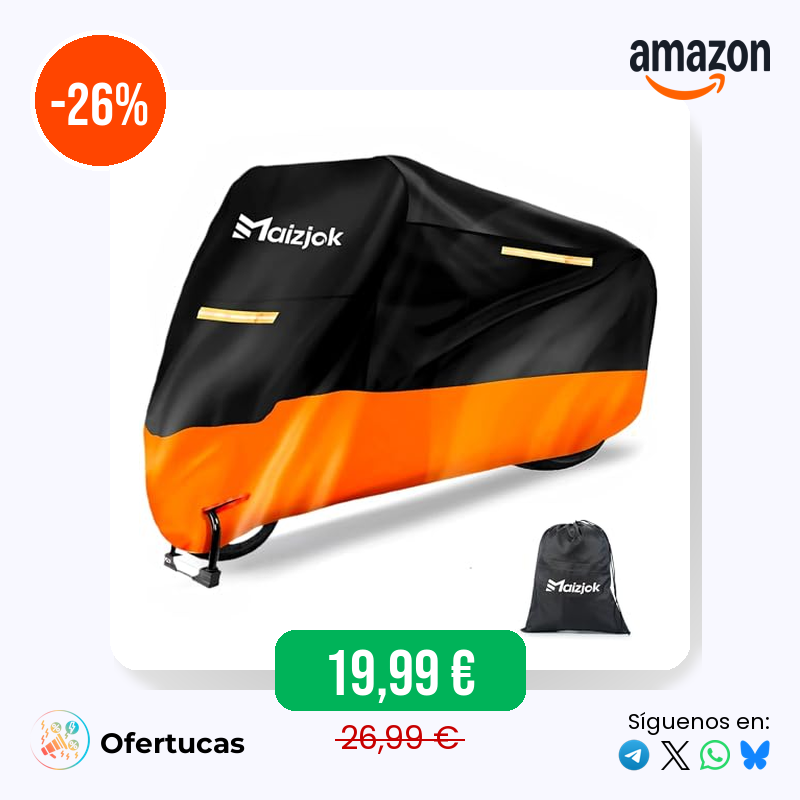 -26%
amazon
Maizjok
Maizjok
19,99 €
26,99 €
Ofertucas
Síguenos en: